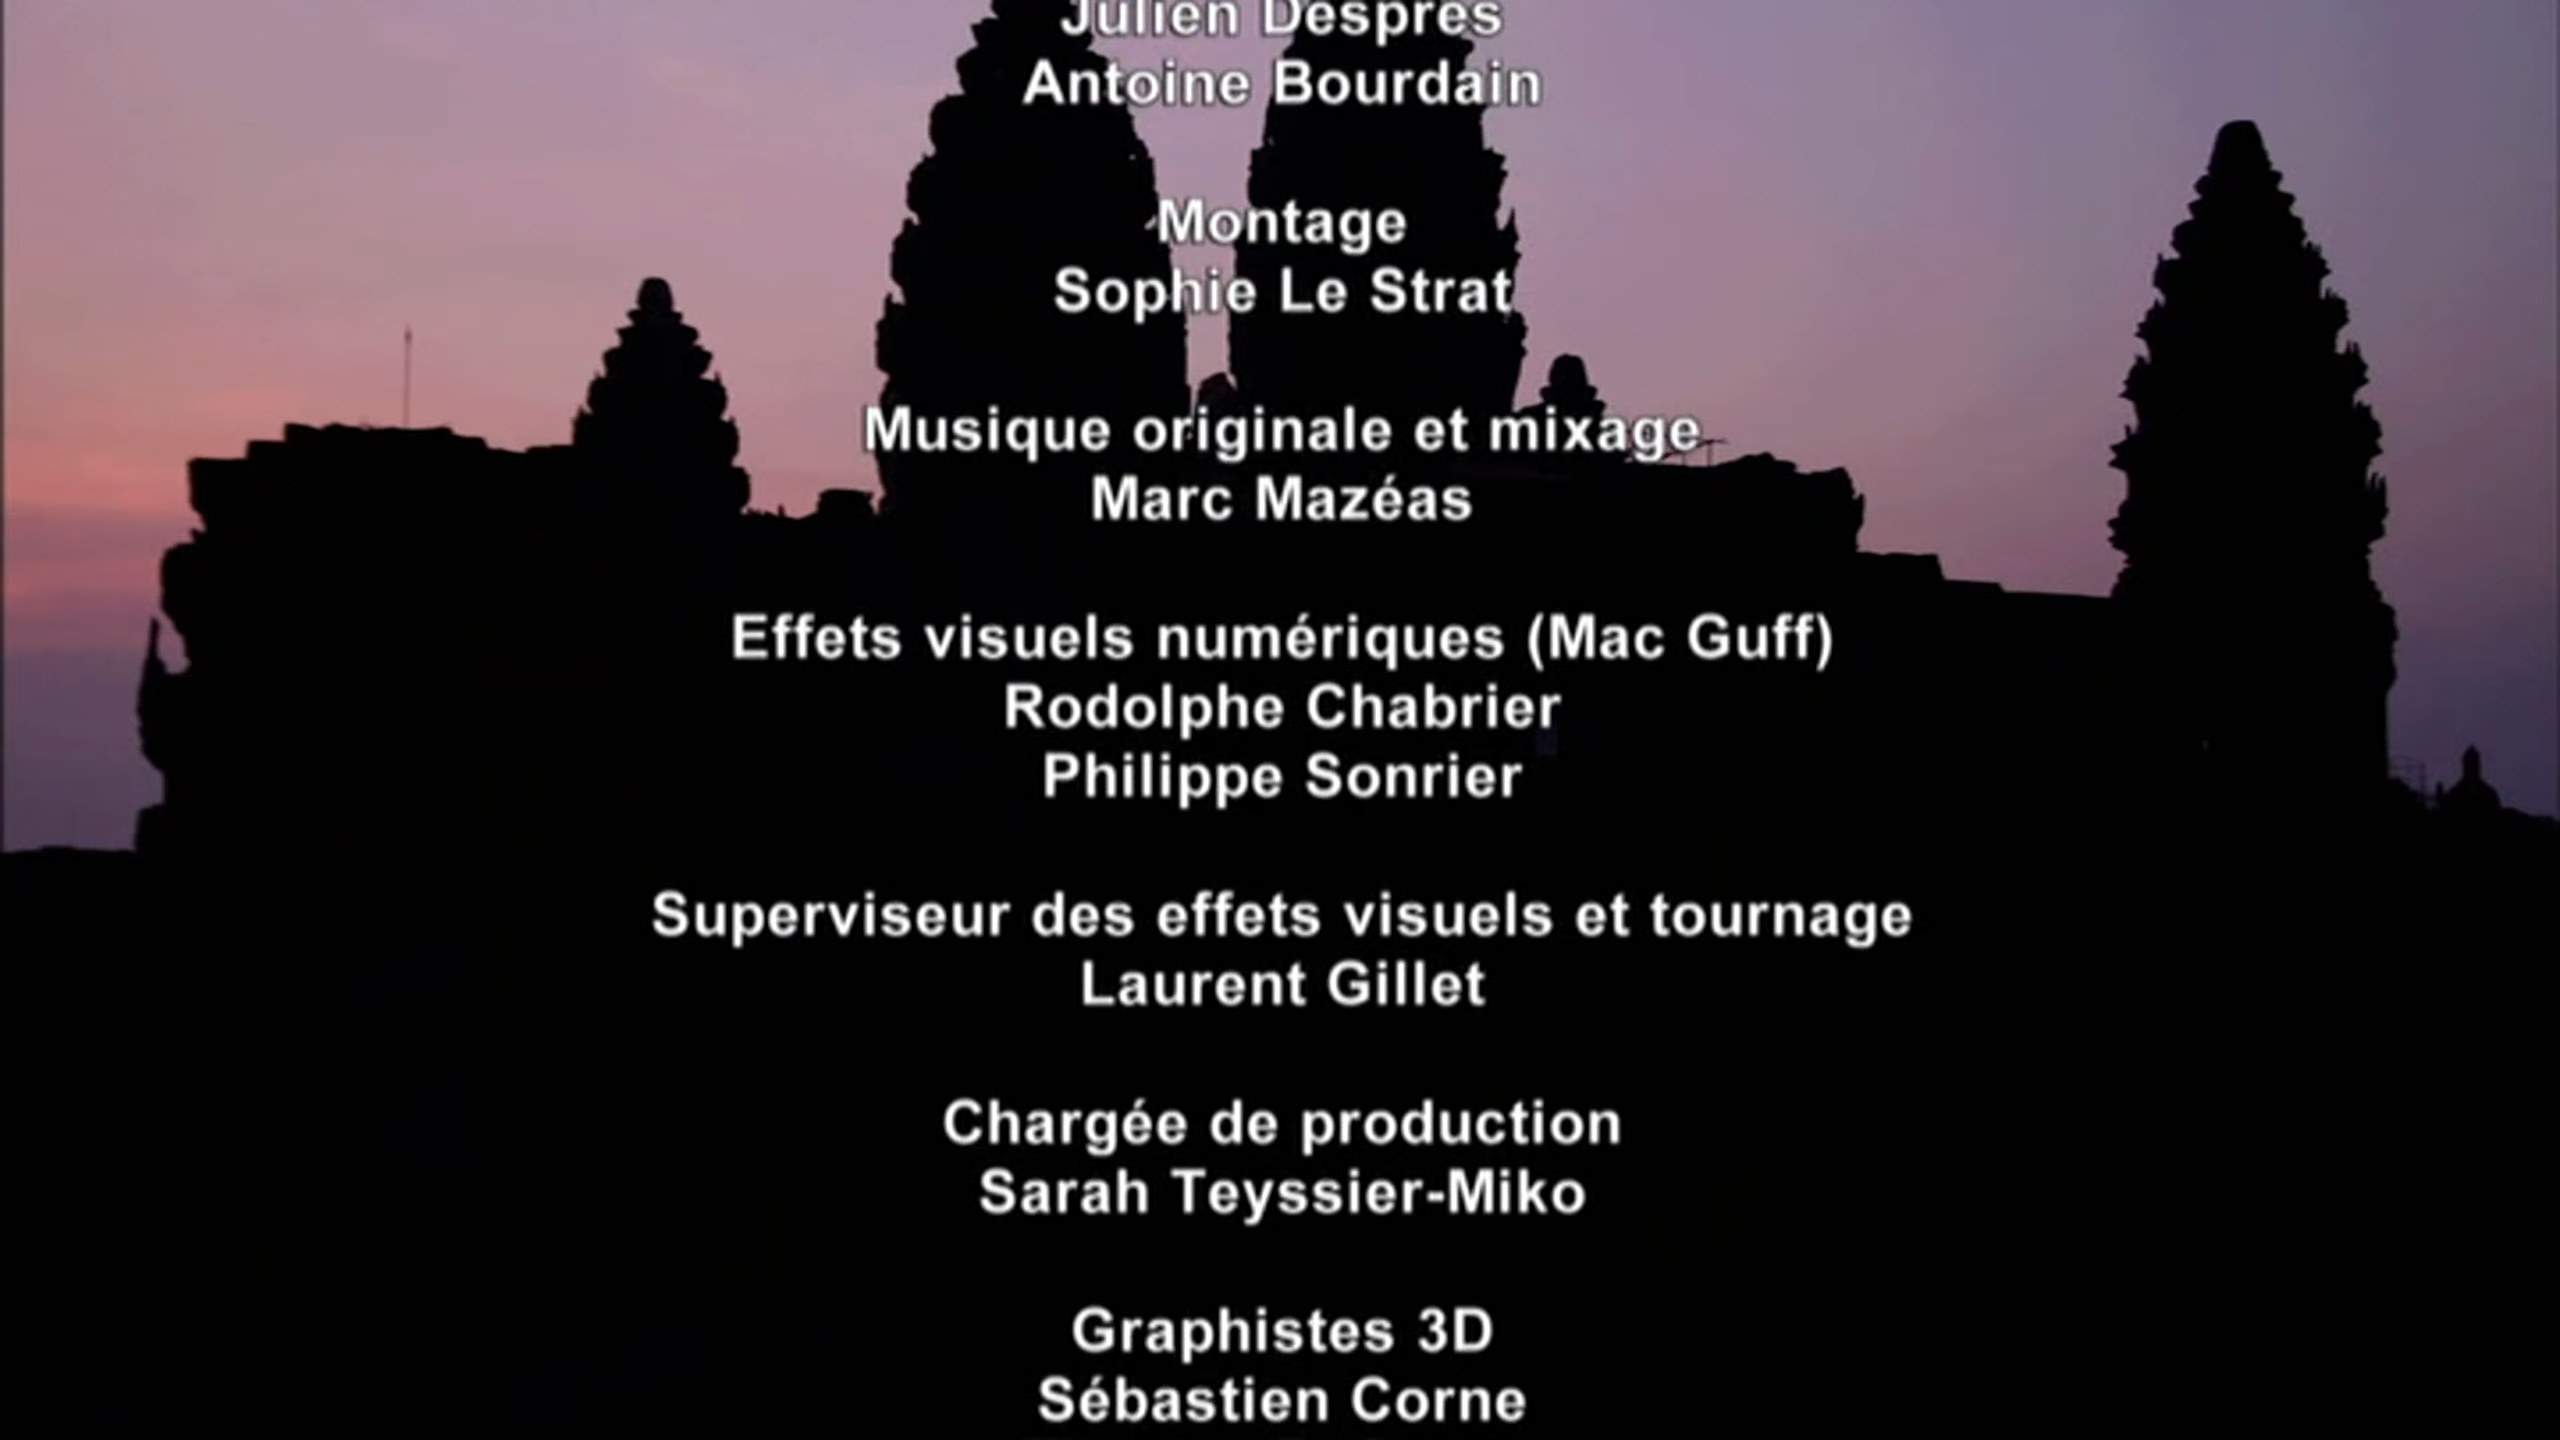 Julien Despres
Antoine Bourdain
Montage
Sophie Le Strat
Musique originale et mixage
Marc Mazéas
Effets visuels numériques (Mac Guff)
Rodolphe Chabrier
Philippe Sonrier
Superviseur des effets visuels et tournage
Laurent Gillet
Chargée de production
Sarah Teyssier-Miko
Graphistes 3D
Sébastien Corne